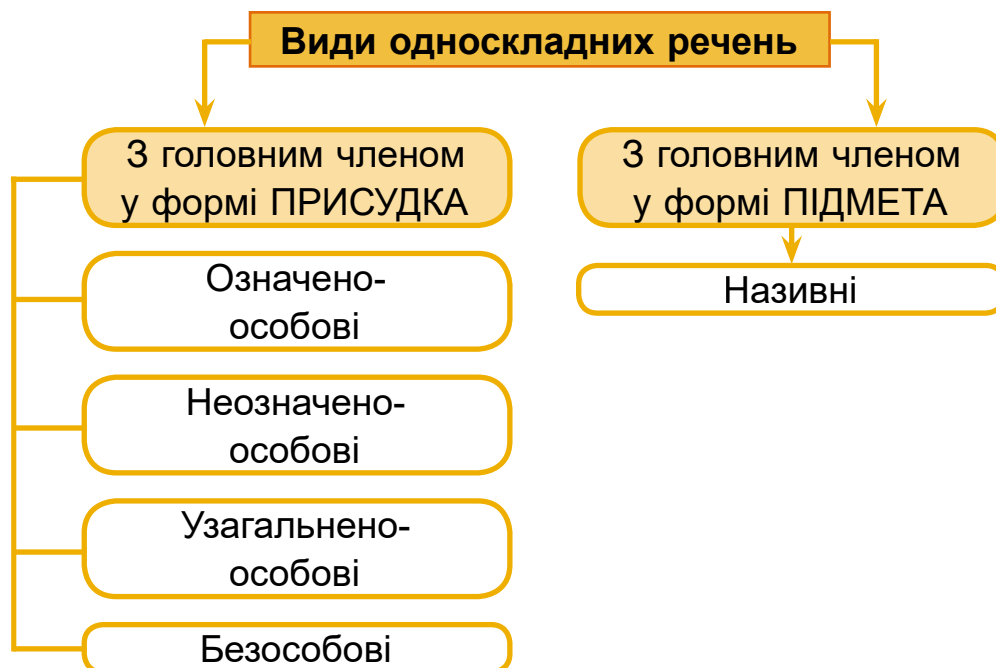 Види односкладних речень
З головним членом
у формі ПРИСУДКА
Означено-
особові
Неозначено-
особові
Узагальнено-
особові
Безособові
З головним членом
у формі ПІДМЕТА
Називні